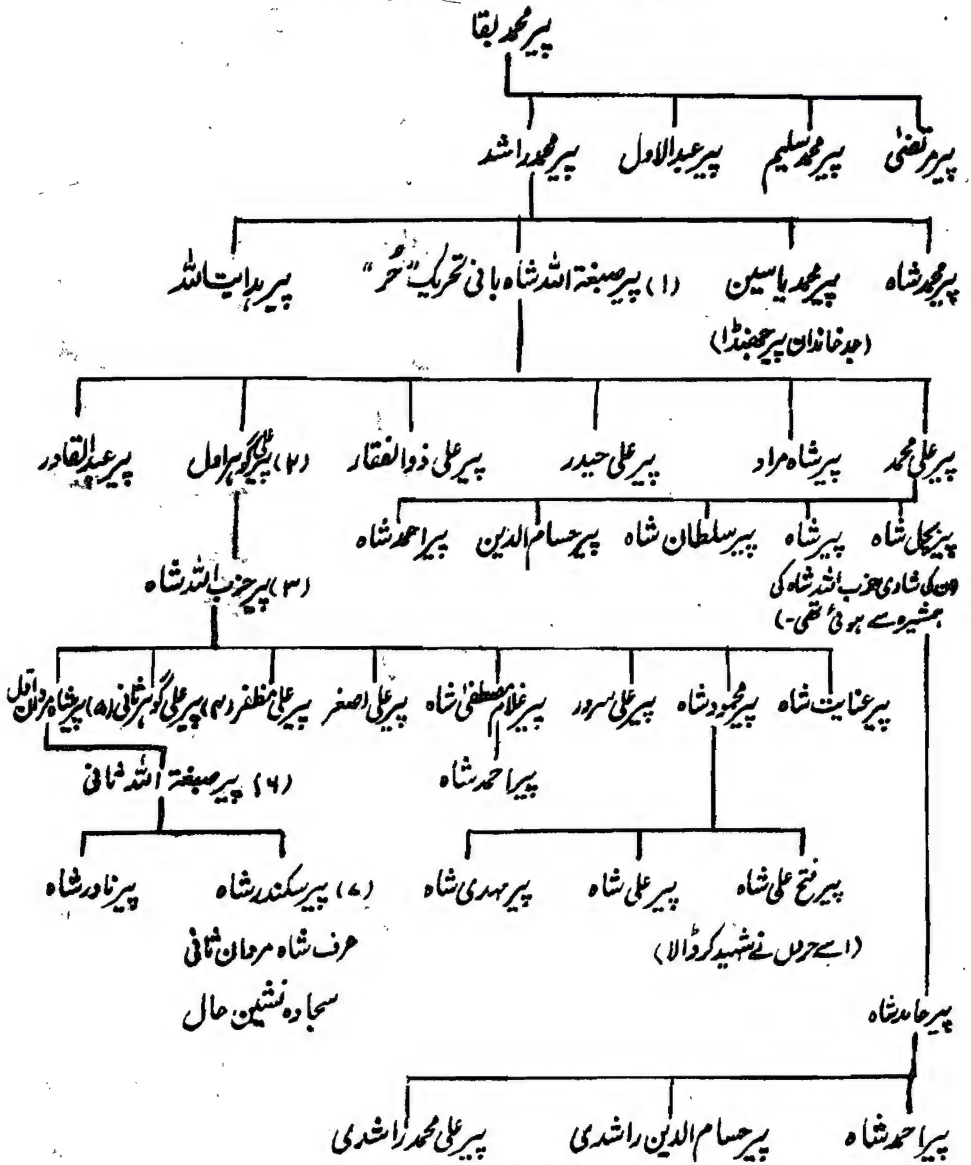 پیر محمد بقا
پیر مرتضیٰ پیر محمد سلیم پیر عبدالاول پیر محمد راشد
پیر محمد شاہ پیر محمد یاسین (۱) پیر صبغتہ اللہ شاہ بانی تحریک "حُر" پیر ہدایت اللہ
(جد خاندان پیر جھنڈا)
پیر علی محمد پیر شاہ مراد پیر علی حیدر پیر علی ذوالفقار (۲) پیر علی گوہر اول پیر عبدالقادر
پیر بچل شاہ پیر شاہ پیر سلطان شاہ پیر حسام الدین پیر احمد شاہ
(ان کی شادی حزب اللہ شاہ کی (۳) پیر حزب اللہ شاہ
ہمشیرہ سے ہوئی تھی۔)
پیر عنایت شاہ پیر محمود شاہ پیر علی سرور پیر غلام مصطفیٰ شاہ پیر علی اصغر پیر علی مظفر (۴) پیر علی گوہر ثانی (۵) پیر شاہ مردان اول
پیر احمد شاہ (۶) پیر صبغتہ اللہ ثانی
پیر فتح علی شاہ پیر علی شاہ پیر مہدی شاہ (۷) پیر سکندر شاہ پیر نادر شاہ
(اسے حروں نے شہید کر ڈالا) عرف شاہ مردان ثانی
پیر حامد شاہ سجادہ نشین حال
پیر احمد شاہ پیر حسام الدین راشدی پیر علی محمد راشدی